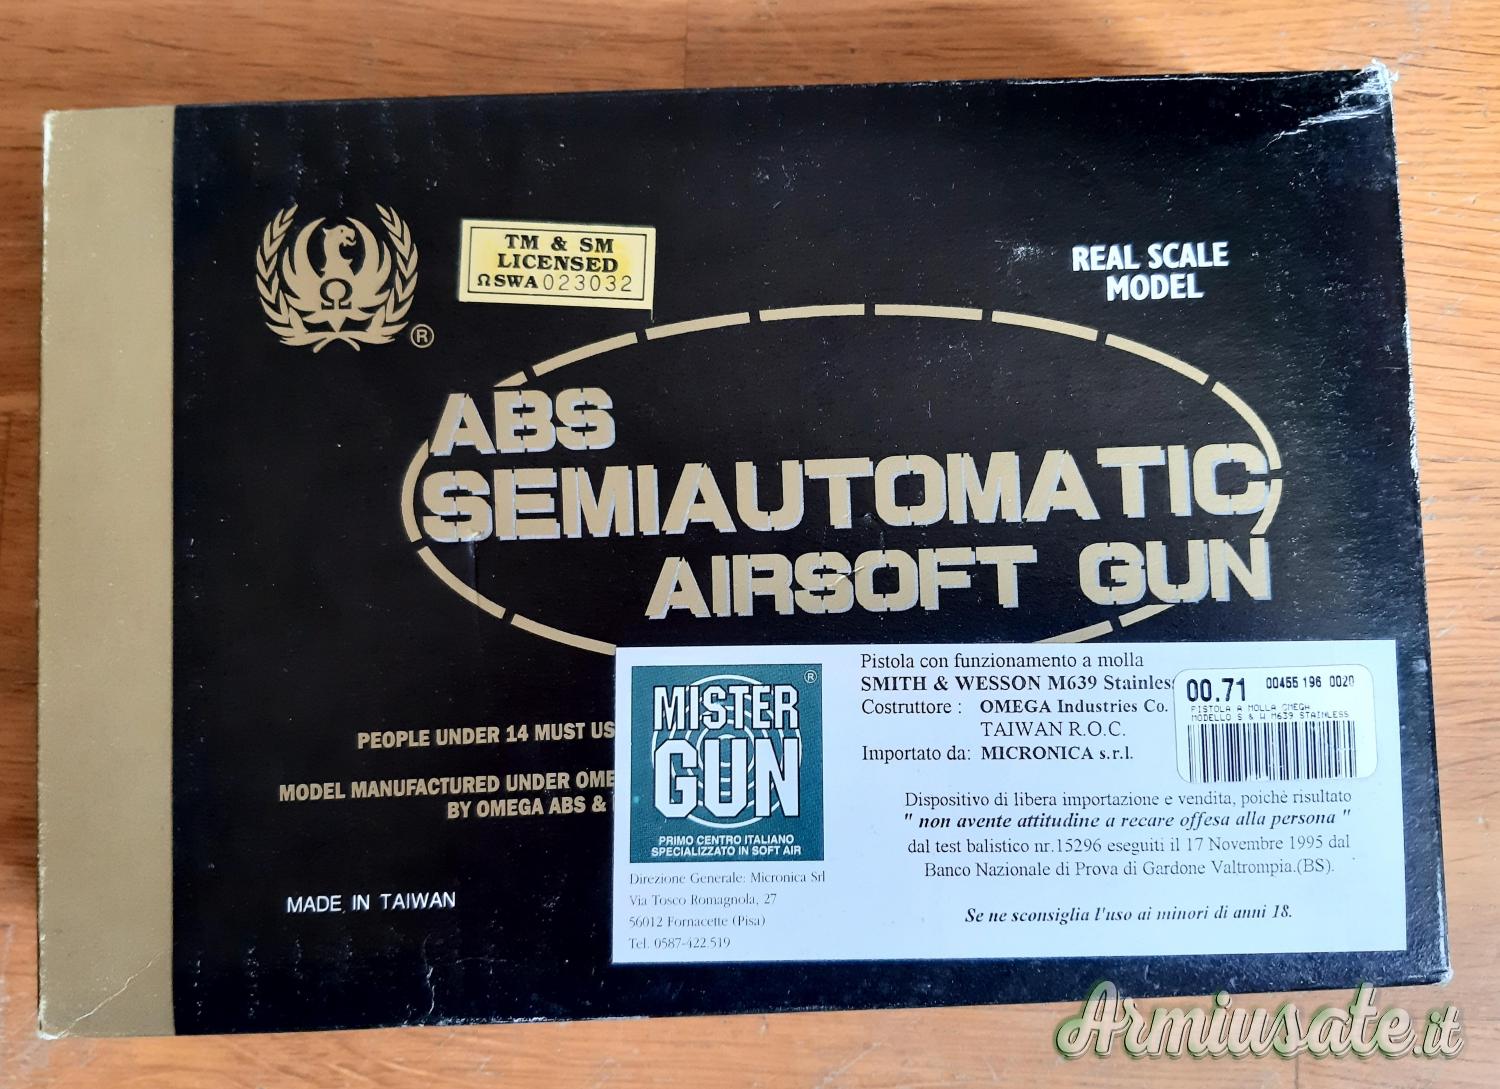 TM & SM
LICENSED
ΩSWA023032
®
REAL SCALE
MODEL
ABS
SEMIAUTOMATIC
AIRSOFT GUN
PEOPLE UNDER 14 MUST US
MODEL MANUFACTURED UNDER OME
BY OMEGA ABS &
MADE IN TAIWAN
MISTER ®
GUN
PRIMO CENTRO ITALIANO
SPECIALIZZATO IN SOFT AIR
Direzione Generale: Micronica Srl
Via Tosco Romagnola, 27
56012 Fornacette (Pisa)
Tel. 0587-422.519
Pistola con funzionamento a molla
SMITH & WESSON M639 Stainles
Costruttore : OMEGA Industries Co.
TAIWAN R.O.C.
Importato da: MICRONICA s.r.l.
00.71 00455 196 0020
PISTOLA A MOLLA OMEGA
MODELLO S & W M639 STAINLESS
Dispositivo di libera importazione e vendita, poichè risultato
" non avente attitudine a recare offesa alla persona "
dal test balistico nr.15296 eseguiti il 17 Novembre 1995 dal
Banco Nazionale di Prova di Gardone Valtrompia.(BS).
Se ne sconsiglia l'uso ai minori di anni 18.
Armiusate.it